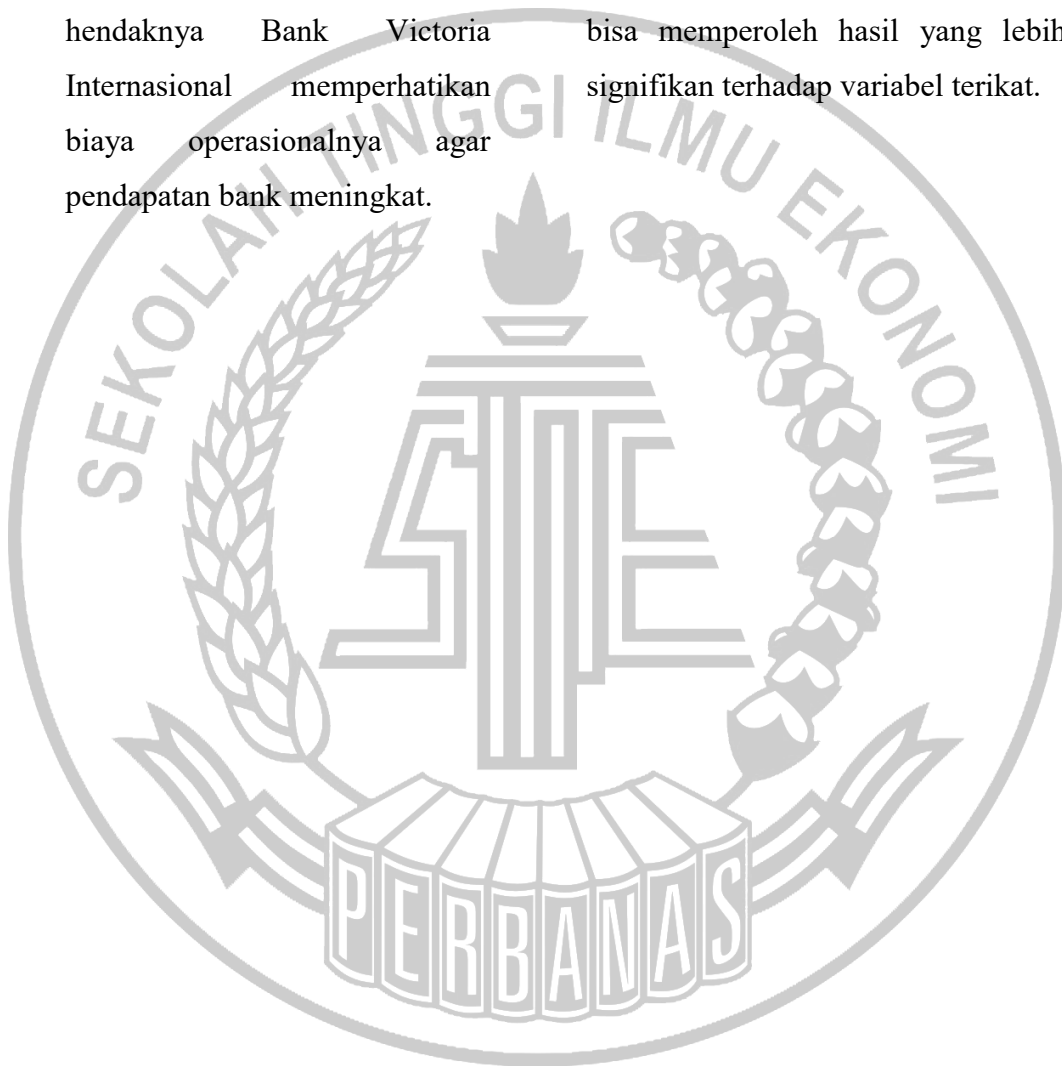 hendaknya Bank Victoria
Internasional memperhatikan
biaya operasionalnya agar
pendapatan bank meningkat.
bisa memperoleh hasil yang lebih
signifikan terhadap variabel terikat.
SEKOLAH TINGGI ILMU EKONOMI
STIE
PERBANAS